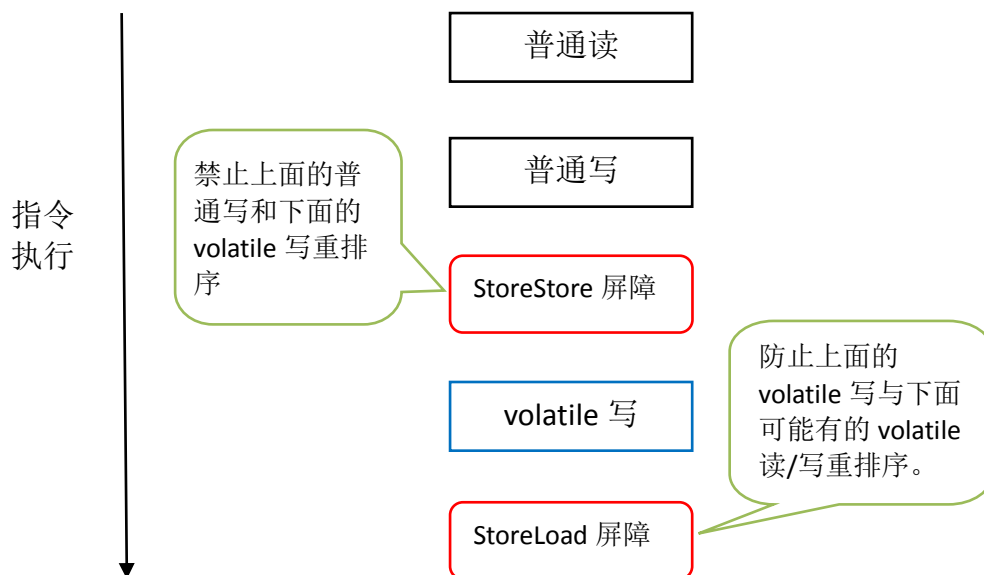 普通读
普通写
禁止上面的普
通写和下面的
volatile 写重排
序
指令
执行
StoreStore 屏障
防止上面的
volatile 写与下面
可能有的 volatile
读/写重排序。
volatile 写
StoreLoad 屏障